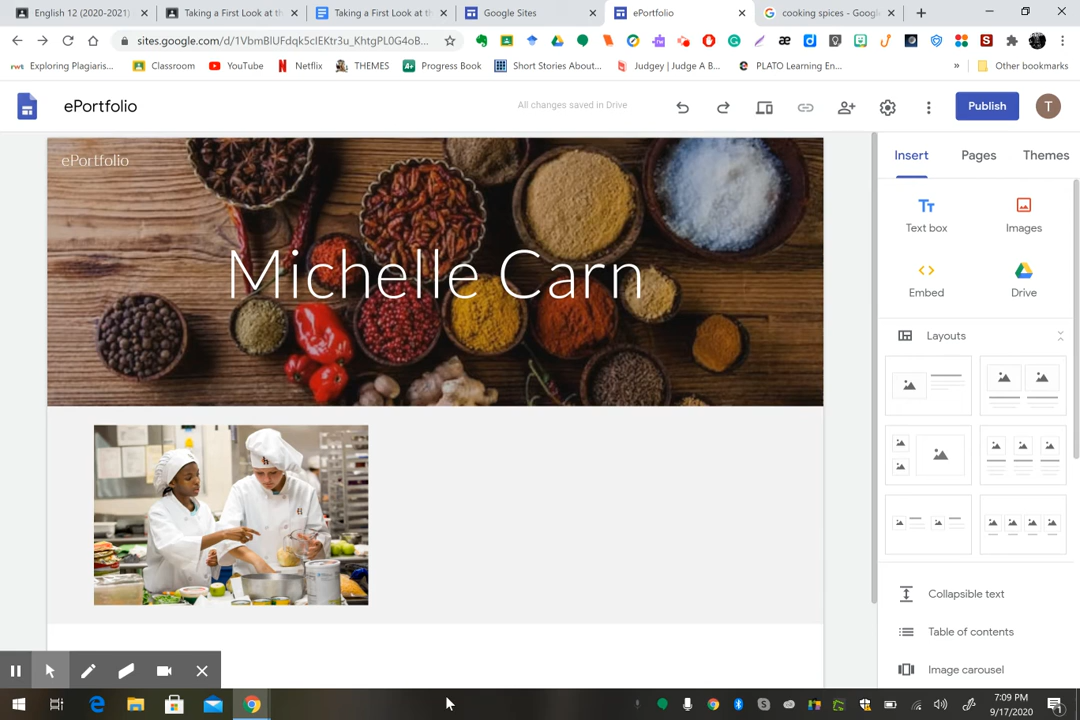 English 12 (2020-2021)
Taking a First Look at th
Taking a First Look at the
Google Sites
ePortfolio
cooking spices - Google
sites.google.com/d/1VbmBlUFdqk5clEKtr3u_KhtgPL0G4oB...
Exploring Plagiaris...
Classroom
YouTube
Netflix
THEMES
Progress Book
Short Stories About...
Judgey | Judge A B...
PLATO Learning En...
»
Other bookmarks
ePortfolio
All changes saved in Drive
Publish
T
ePortfolio
Michelle Carn
Insert
Pages
Themes
Text box
Images
Embed
Drive
Layouts
Collapsible text
Table of contents
Image carousel
7:09 PM
9/17/2020